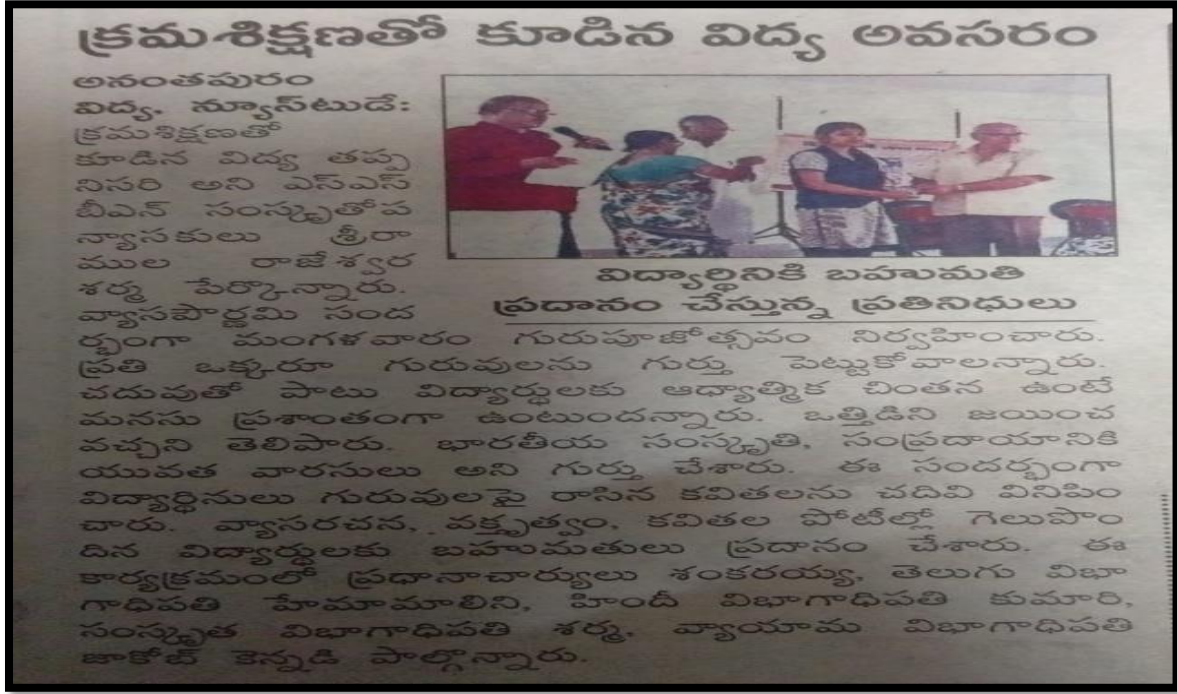 క్రమశిక్షణతో కూడిన విద్య అవసరం
అనంతపురం
విద్య, న్యూస్‌టుడే:
క్రమశిక్షణతో
కూడిన విద్య తప్ప
నిసరి అని ఎస్ఎస్
బీఎన్ సంస్కృతోప
న్యాసకులు శ్రీరా
ముల రాజేశ్వర
శర్మ పేర్కొన్నారు.
వ్యాసపౌర్ణమి సంద
ర్భంగా మంగళవారం గురుపూజోత్సవం నిర్వహించారు.
ప్రతి ఒక్కరూ గురువులను గుర్తు పెట్టుకోవాలన్నారు.
చదువుతో పాటు విద్యార్థులకు ఆధ్యాత్మిక చింతన ఉంటే
మనసు ప్రశాంతంగా ఉంటుందన్నారు. ఒత్తిడిని జయించ
వచ్చని తెలిపారు. భారతీయ సంస్కృతి, సంప్రదాయానికి
యువత వారసులు అని గుర్తు చేశారు. ఈ సందర్భంగా
విద్యార్థినులు గురువులపై రాసిన కవితలను చదివి వినిపిం
చారు. వ్యాసరచన, వక్తృత్వం, కవితల పోటీల్లో గెలుపొం
దిన విద్యార్థులకు బహుమతులు ప్రదానం చేశారు. ఈ
కార్యక్రమంలో ప్రధానాచార్యులు శంకరయ్య, తెలుగు విభా
గాధిపతి హేమామాలిని, హిందీ విభాగాధిపతి కుమారి,
సంస్కృత విభాగాధిపతి శర్మ, వ్యాయామ విభాగాధిపతి
జాకోబ్ కెన్నడి పాల్గొన్నారు.
విద్యార్థినికి బహుమతి
ప్రదానం చేస్తున్న ప్రతినిధులు